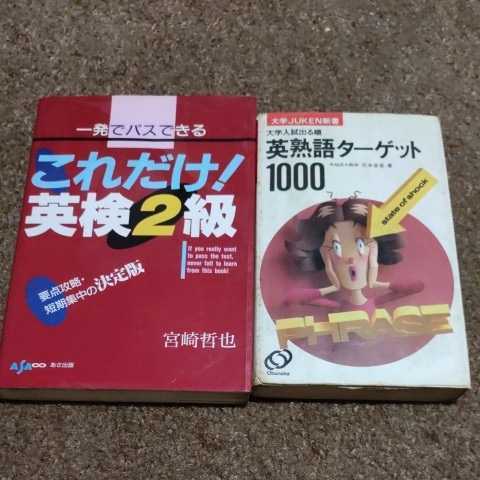 一発でパスできる
これだけ!
英検2級
If you really want
to pass the test,
never fail to learn
from this book!
要点攻略・
短期集中の決定版
宮崎哲也
ASA
あさ出版
大学JUKEN新書
大学入試出る順
英熟語ターゲット
1000
state of shock
PHRASE
Obunsha